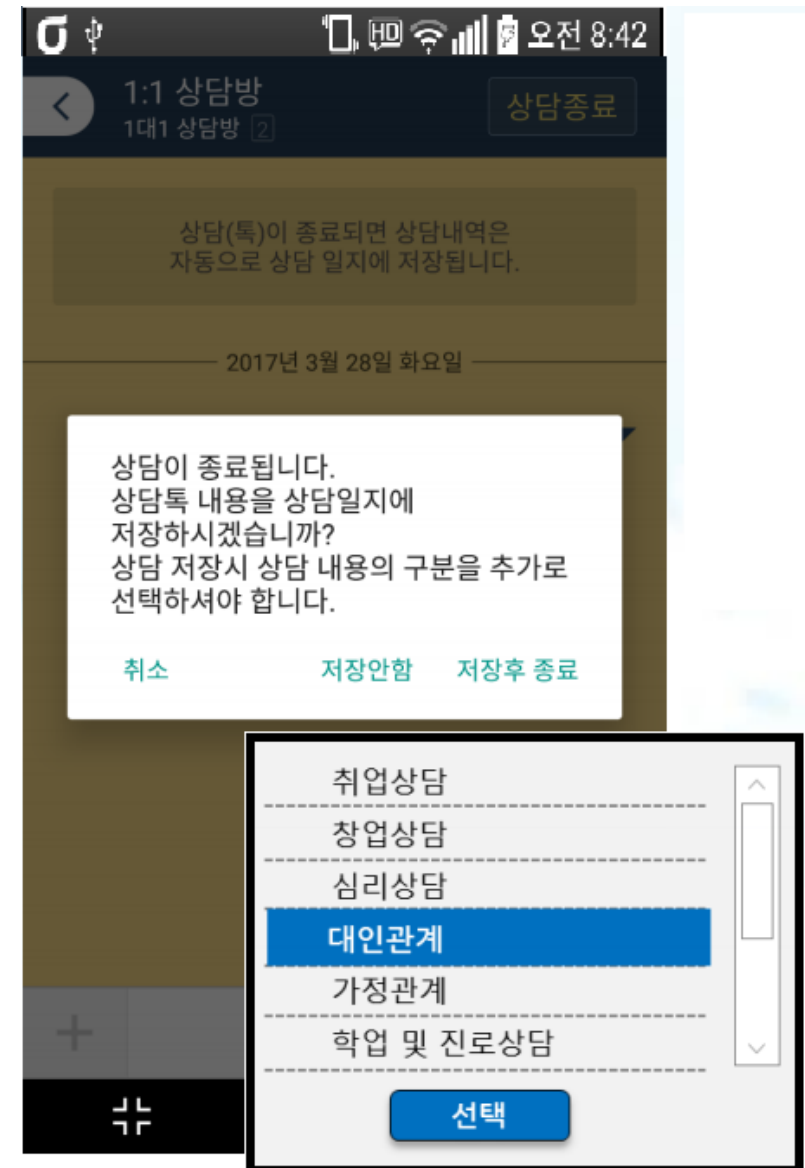 오전 8:42
1:1 상담방
1대1 상담방 2
상담종료
상담(톡)이 종료되면 상담내역은
자동으로 상담 일지에 저장됩니다.
2017년 3월 28일 화요일
상담이 종료됩니다.
상담톡 내용을 상담일지에
저장하시겠습니까?
상담 저장시 상담 내용의 구분을 추가로
선택하셔야 합니다.
취소 저장안함 저장후 종료
취업상담
창업상담
심리상담
대인관계
가정관계
학업 및 진로상담
선택